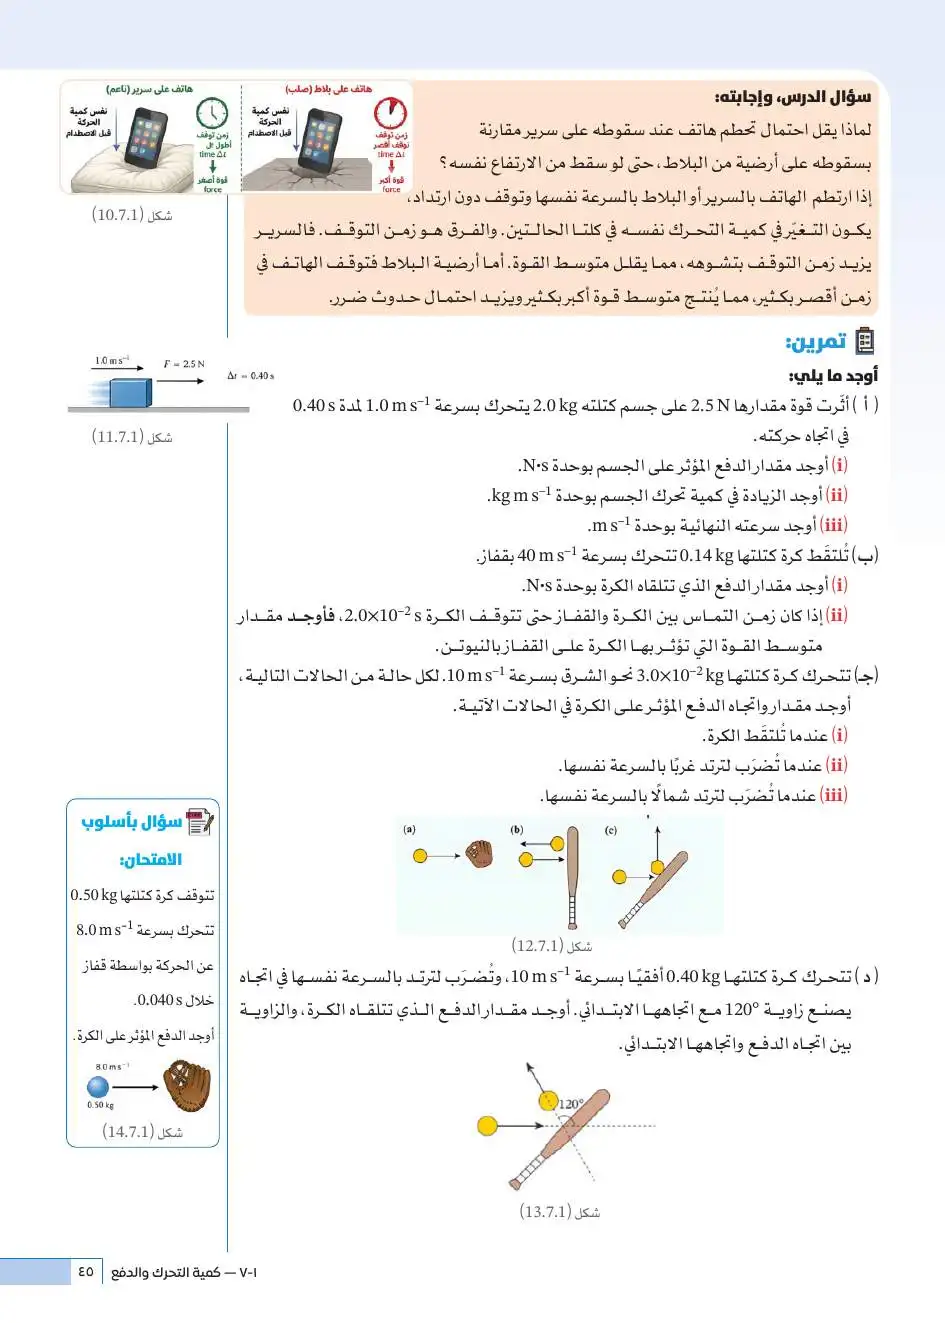 سؤال الدرس، وإجابته:
لماذا يقل احتمال تحطم هاتف عند سقوطه على سرير مقارنة
بسقوطه على أرضية من البلاط، حتى لو سقط من الارتفاع نفسه؟
إذا ارتطم الهاتف بالسرير أو البلاط بالسرعة نفسها وتوقف دون ارتداد،
يكون التغيّر في كمية التحرك نفسه في كلتا الحالتين. والفرق هو زمن التوقف. فالسرير
يزيد زمن التوقف بتشوهه، مما يقلل متوسط القوة. أما أرضية البلاط فتوقف الهاتف في
زمن أقصر بكثير، مما يُنتج متوسط قوة أكبر بكثير ويزيد احتمال حدوث ضرر.
هاتف على بلاط (صلب)
نفس كمية
الحركة
قبل الاصطدام
زمن توقف
توقف أقصر
time Δt
قوة أكبر
force
هاتف على سرير (ناعم)
نفس كمية
الحركة
قبل الاصطدام
زمن توقف
أطول Δt
time Δt
قوة أصغر
force
شكل (10.7.1)
تمرين:
أوجد ما يلي:
( أ ) أثّرت قوة مقدارها 2.5 N على جسم كتلته 2.0 kg يتحرك بسرعة 1.0 m s⁻¹ لمدة 0.40 s
في اتجاه حركته.
(i) أوجد مقدار الدفع المؤثر على الجسم بوحدة N•s.
(ii) أوجد الزيادة في كمية تحرك الجسم بوحدة kg m s⁻¹.
(iii) أوجد سرعته النهائية بوحدة m s⁻¹.
1.0 m s⁻¹
F = 2.5 N
Δt = 0.40 s
شكل (11.7.1)
(ب) تُلتقَط كرة كتلتها 0.14 kg تتحرك بسرعة 40 m s⁻¹ بقفاز.
(i) أوجد مقدار الدفع الذي تتلقاه الكرة بوحدة N•s.
(ii) إذا كان زمن التماس بين الكرة والقفاز حتى تتوقف الكرة 2.0×10⁻² s، فأوجد مقدار
متوسط القوة التي تؤثر بها الكرة على القفاز بالنيوتن.
(جـ) تتحرك كرة كتلتها 3.0×10⁻² kg نحو الشرق بسرعة 10 m s⁻¹. لكل حالة من الحالات التالية،
أوجد مقدار واتجاه الدفع المؤثر على الكرة في الحالات الآتية.
(i) عندما تُلتقَط الكرة.
(ii) عندما تُضرَب لترتد غربًا بالسرعة نفسها.
(iii) عندما تُضرَب لترتد شمالًا بالسرعة نفسها.
(a)
(b)
(c)
شكل (12.7.1)
( د ) تتحرك كرة كتلتها 0.40 kg أفقيًا بسرعة 10 m s⁻¹، وتُضرَب لترتد بالسرعة نفسها في اتجاه
يصنع زاوية 120° مع اتجاهها الابتدائي. أوجد مقدار الدفع الذي تتلقاه الكرة، والزاوية
بين اتجاه الدفع واتجاهها الابتدائي.
120°
شكل (13.7.1)
سؤال بأسلوب
الامتحان:
تتوقف كرة كتلتها 0.50 kg
تتحرك بسرعة 8.0 m s⁻¹
عن الحركة بواسطة قفاز
خلال 0.040 s.
أوجد الدفع المؤثر على الكرة.
8.0 m s⁻¹
0.50 kg
شكل (14.7.1)
٧-١ — كمية التحرك والدفع
٤٥